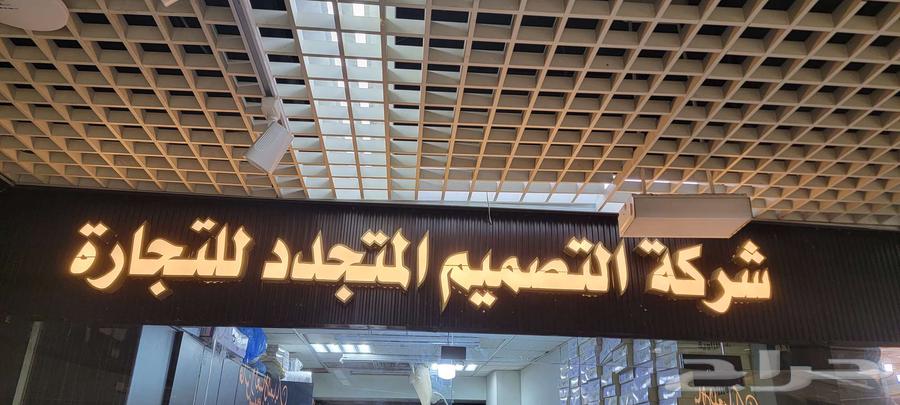 شركة التصميم المتجدد للتجارة
حراج